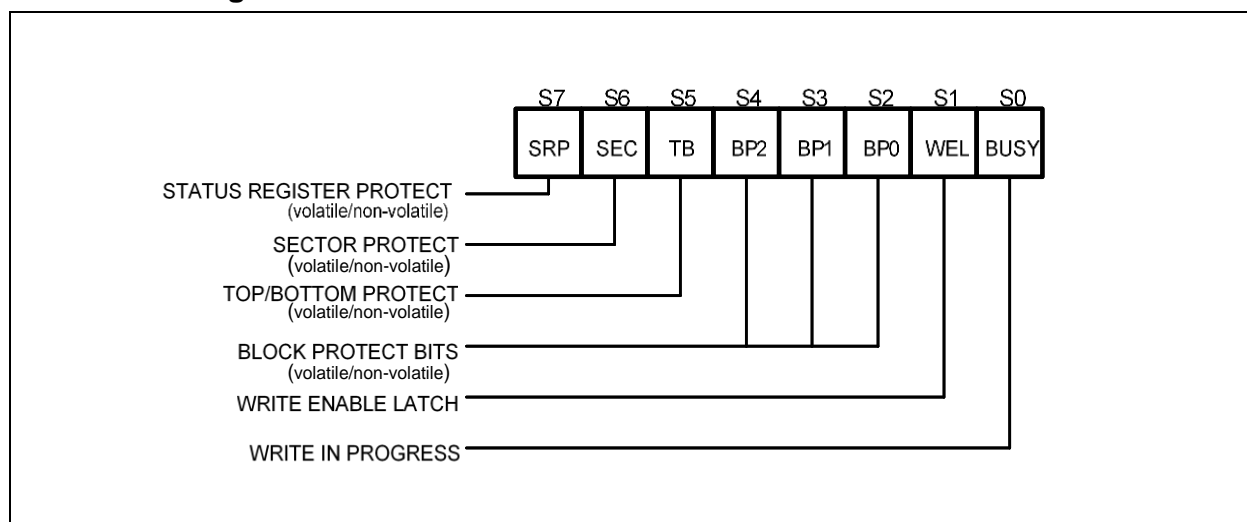 S7 S6 S5 S4 S3 S2 S1 S0
SRP SEC TB BP2 BP1 BP0 WEL BUSY
STATUS REGISTER PROTECT
(volatile/non-volatile)
SECTOR PROTECT
(volatile/non-volatile)
TOP/BOTTOM PROTECT
(volatile/non-volatile)
BLOCK PROTECT BITS
(volatile/non-volatile)
WRITE ENABLE LATCH
WRITE IN PROGRESS